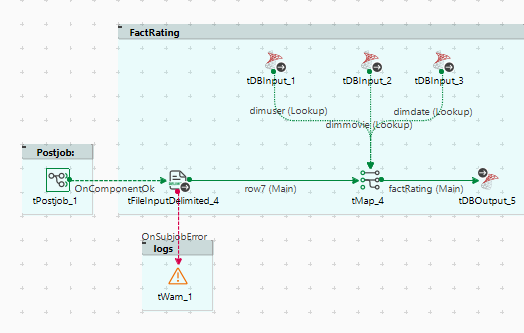 FactRating
tDBInput_1
tDBInput_2
tDBInput_3
dimuser (Lookup)
dimdate (Lookup)
dimmovie (Lookup)
Postjob:
OnComponentOk
row7 (Main)
factRating (Main)
tPostjob_1
tFileInputDelimited_4
tMap_4
tDBOutput_5
OnSubjobError
logs
tWarn_1